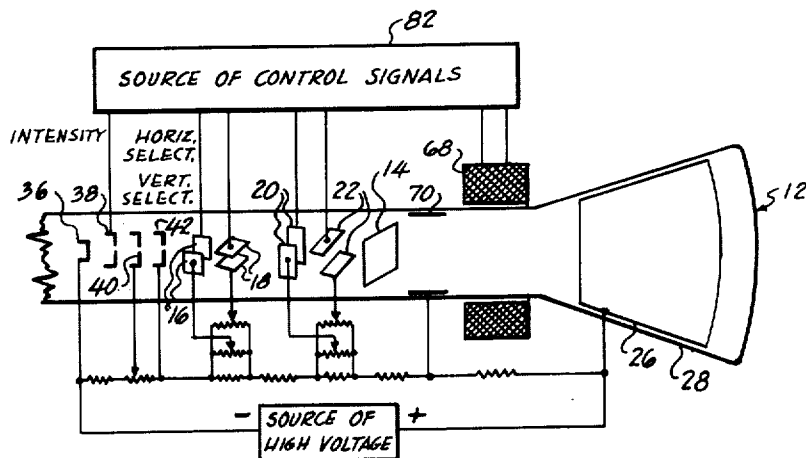 82
SOURCE OF CONTROL SIGNALS
INTENSITY
HORIZ.
SELECT.
VERT.
SELECT.
68
12
36
38
42
20
22
14
70
40
16
18
26
28
-
SOURCE OF
HIGH VOLTAGE
+